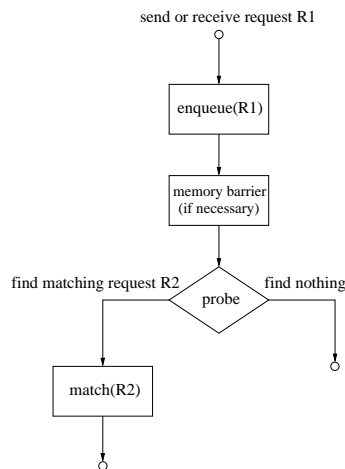 send or receive request R1
enqueue(R1)
memory barrier
(if necessary)
find matching request R2
find nothing
probe
match(R2)